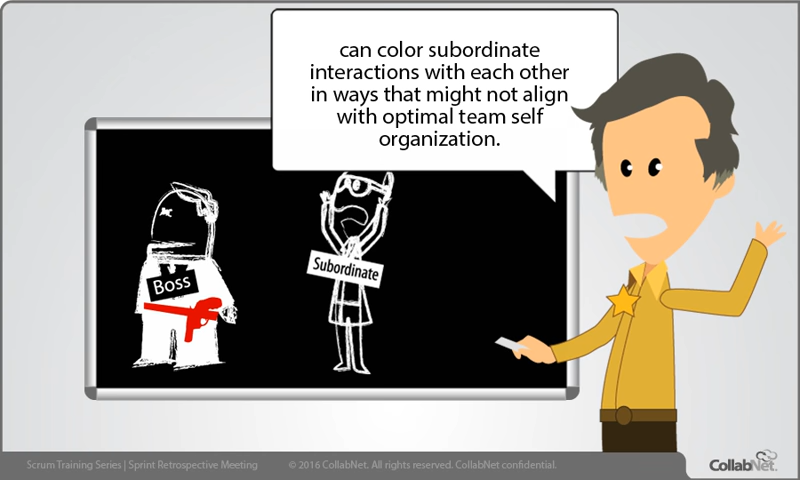 can color subordinate
interactions with each other
in ways that might not align
with optimal team self
organization.
Boss
Subordinate
Scrum Training Series | Sprint Retrospective Meeting
© 2016 CollabNet. All rights reserved. CollabNet confidential.
CollabNet.